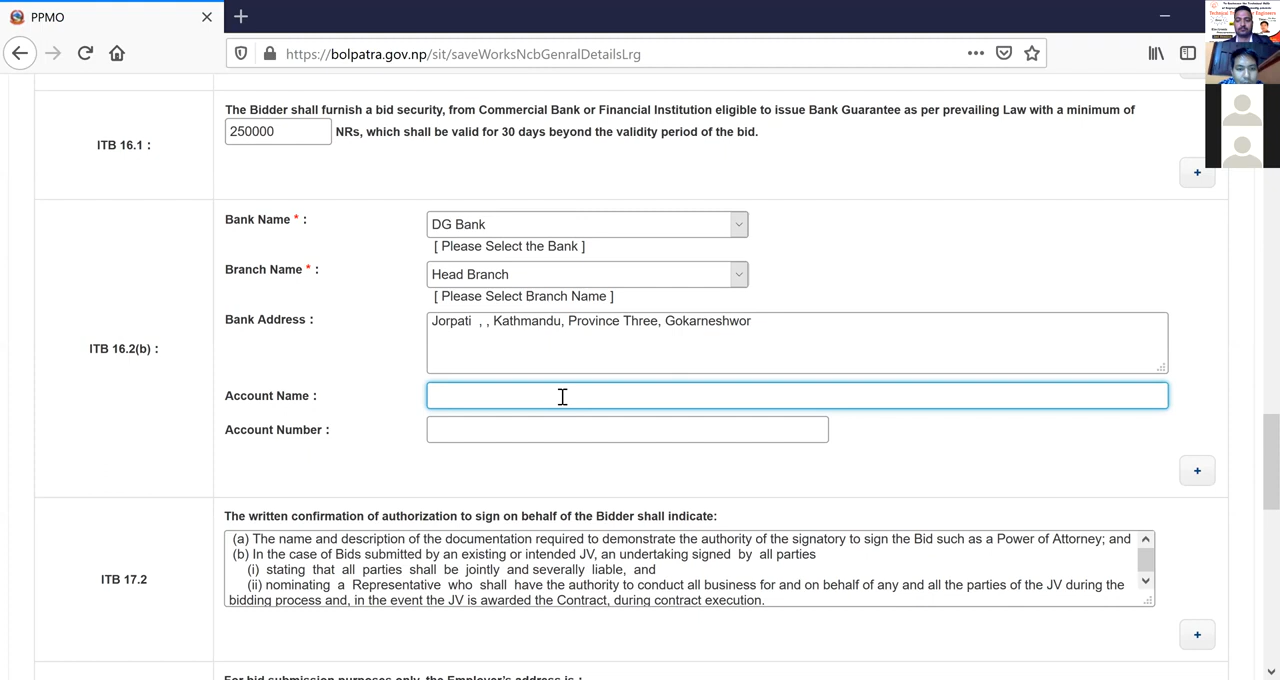 PPMO
https://bolpatra.gov.np/sit/saveWorksNcbGenralDetailsLrg
ITB 16.1 :
The Bidder shall furnish a bid security, from Commercial Bank or Financial Institution eligible to issue Bank Guarantee as per prevailing Law with a minimum of
250000 NRs, which shall be valid for 30 days beyond the validity period of the bid.
+
ITB 16.2(b) :
Bank Name * :
DG Bank
[ Please Select the Bank ]
Branch Name * :
Head Branch
[ Please Select Branch Name ]
Bank Address :
Jorpati , , Kathmandu, Province Three, Gokarneshwor
Account Name :
Account Number :
+
ITB 17.2
The written confirmation of authorization to sign on behalf of the Bidder shall indicate:
(a) The name and description of the documentation required to demonstrate the authority of the signatory to sign the Bid such as a Power of Attorney; and
(b) In the case of Bids submitted by an existing or intended JV, an undertaking signed by all parties
(i) stating that all parties shall be jointly and severally liable, and
(ii) nominating a Representative who shall have the authority to conduct all business for and on behalf of any and all the parties of the JV during the
bidding process and, in the event the JV is awarded the Contract, during contract execution.
+
For bid submission purposes only, the Employer's address is :